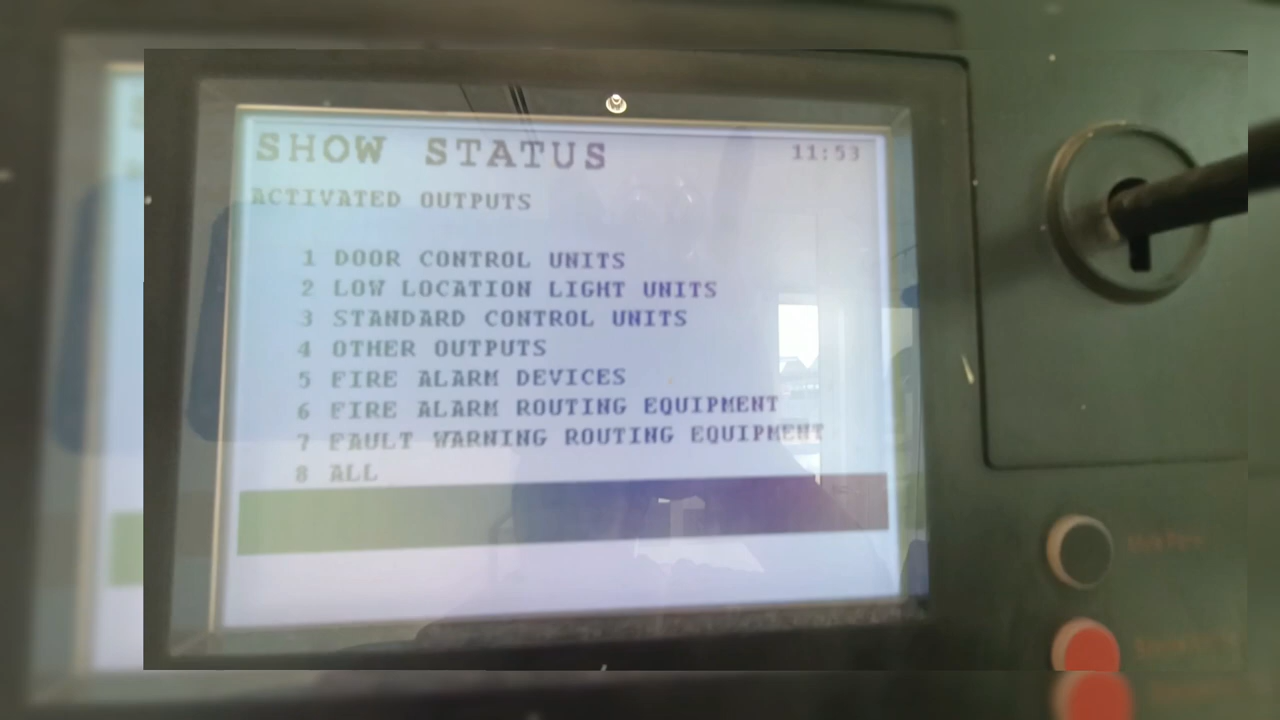 SHOW STATUS 11:53
ACTIVATED OUTPUTS
1 DOOR CONTROL UNITS
2 LOW LOCATION LIGHT UNITS
3 STANDARD CONTROL UNITS
4 OTHER OUTPUTS
5 FIRE ALARM DEVICES
6 FIRE ALARM ROUTING EQUIPMENT
7 FAULT WARNING ROUTING EQUIPMENT
8 ALL